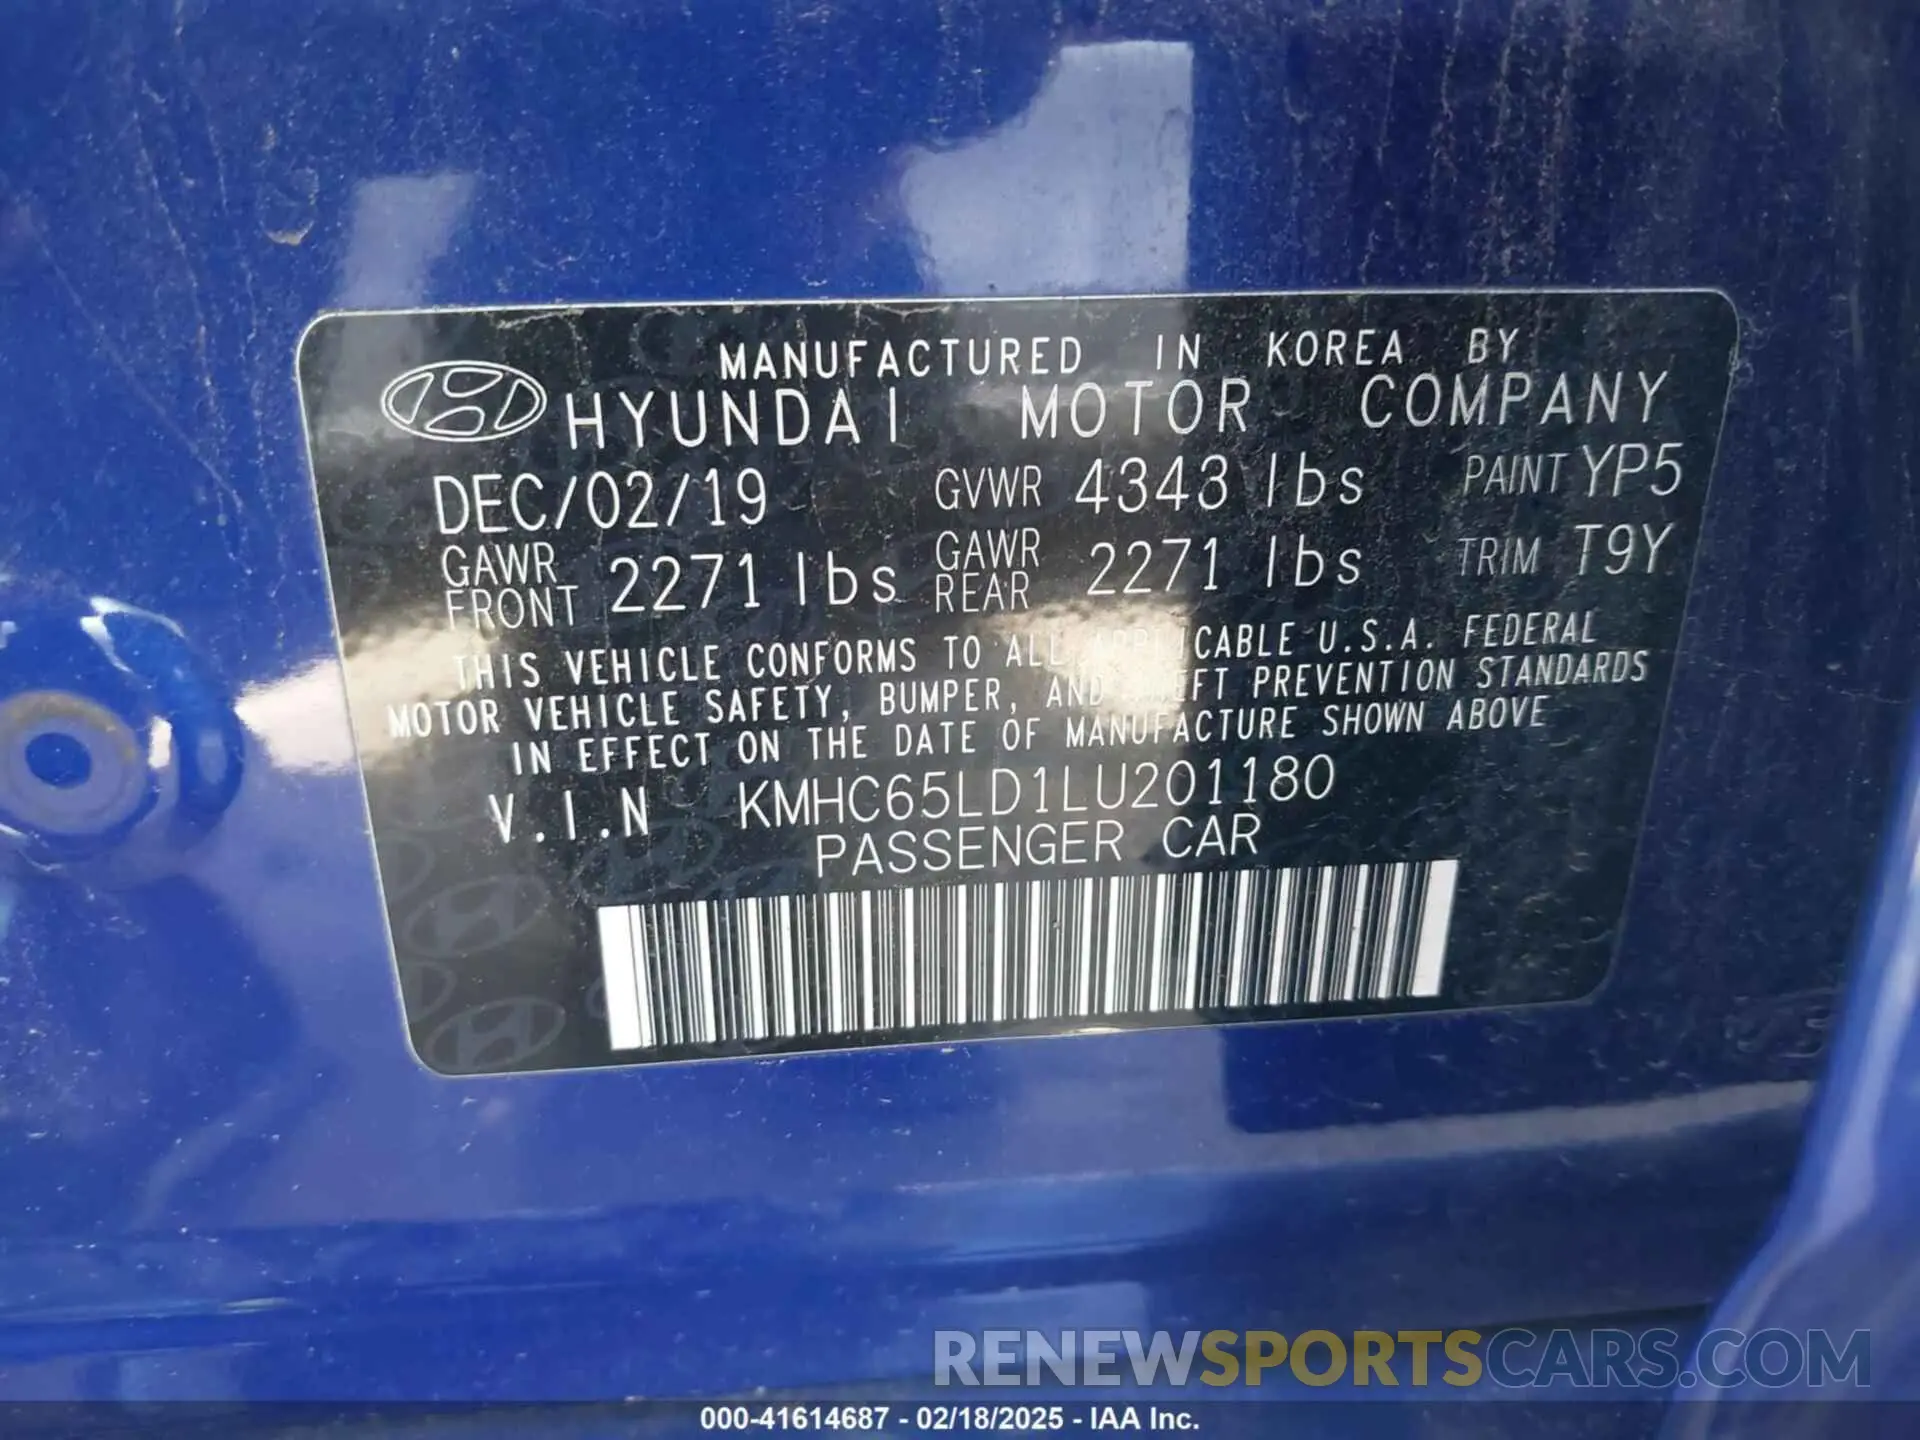 MANUFACTURED IN KOREA BY
HYUNDAI MOTOR COMPANY
DEC/02/19 GVWR 4343 lbs PAINT YP5
GAWR FRONT 2271 lbs GAWR REAR 2271 lbs TRIM T9Y
THIS VEHICLE CONFORMS TO ALL APPLICABLE U.S.A. FEDERAL
MOTOR VEHICLE SAFETY, BUMPER, AND THEFT PREVENTION STANDARDS
IN EFFECT ON THE DATE OF MANUFACTURE SHOWN ABOVE
V.I.N KMHC65LD1LU201180
PASSENGER CAR
RENEWSPORTSCARS.COM
000-41614687 - 02/18/2025 - IAA Inc.